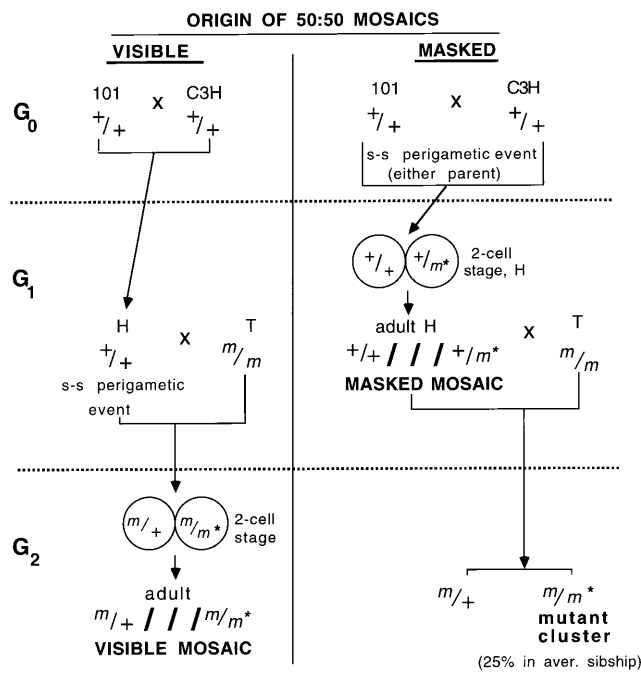 ORIGIN OF 50:50 MOSAICS
VISIBLE
MASKED
G0
101 x C3H
+/+ +/+
101 x C3H
+/+ +/+
s-s perigametic event
(either parent)
G1
+/+ +/m*
2-cell
stage, H
H x T
+/+ m/m
s-s perigametic
event
adult H x T
+/+ / / / +/m* m/m
MASKED MOSAIC
G2
m/+ m/m*
2-cell
stage
adult
m/+ / / / m/m*
VISIBLE MOSAIC
m/+ m/m*
mutant
cluster
(25% in aver. sibship)